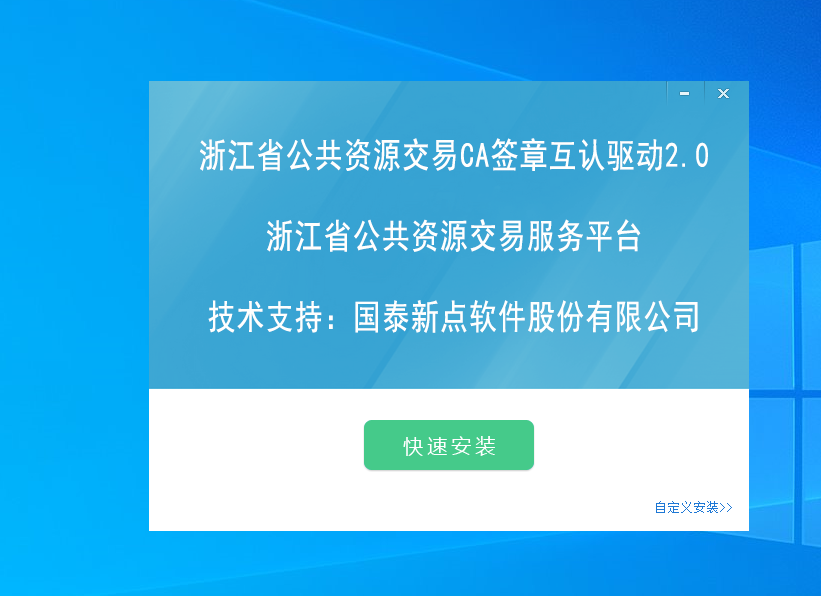 浙江省公共资源交易CA签章互认驱动2.0
浙江省公共资源交易服务平台
技术支持：国泰新点软件股份有限公司
快速安装
自定义安装>>